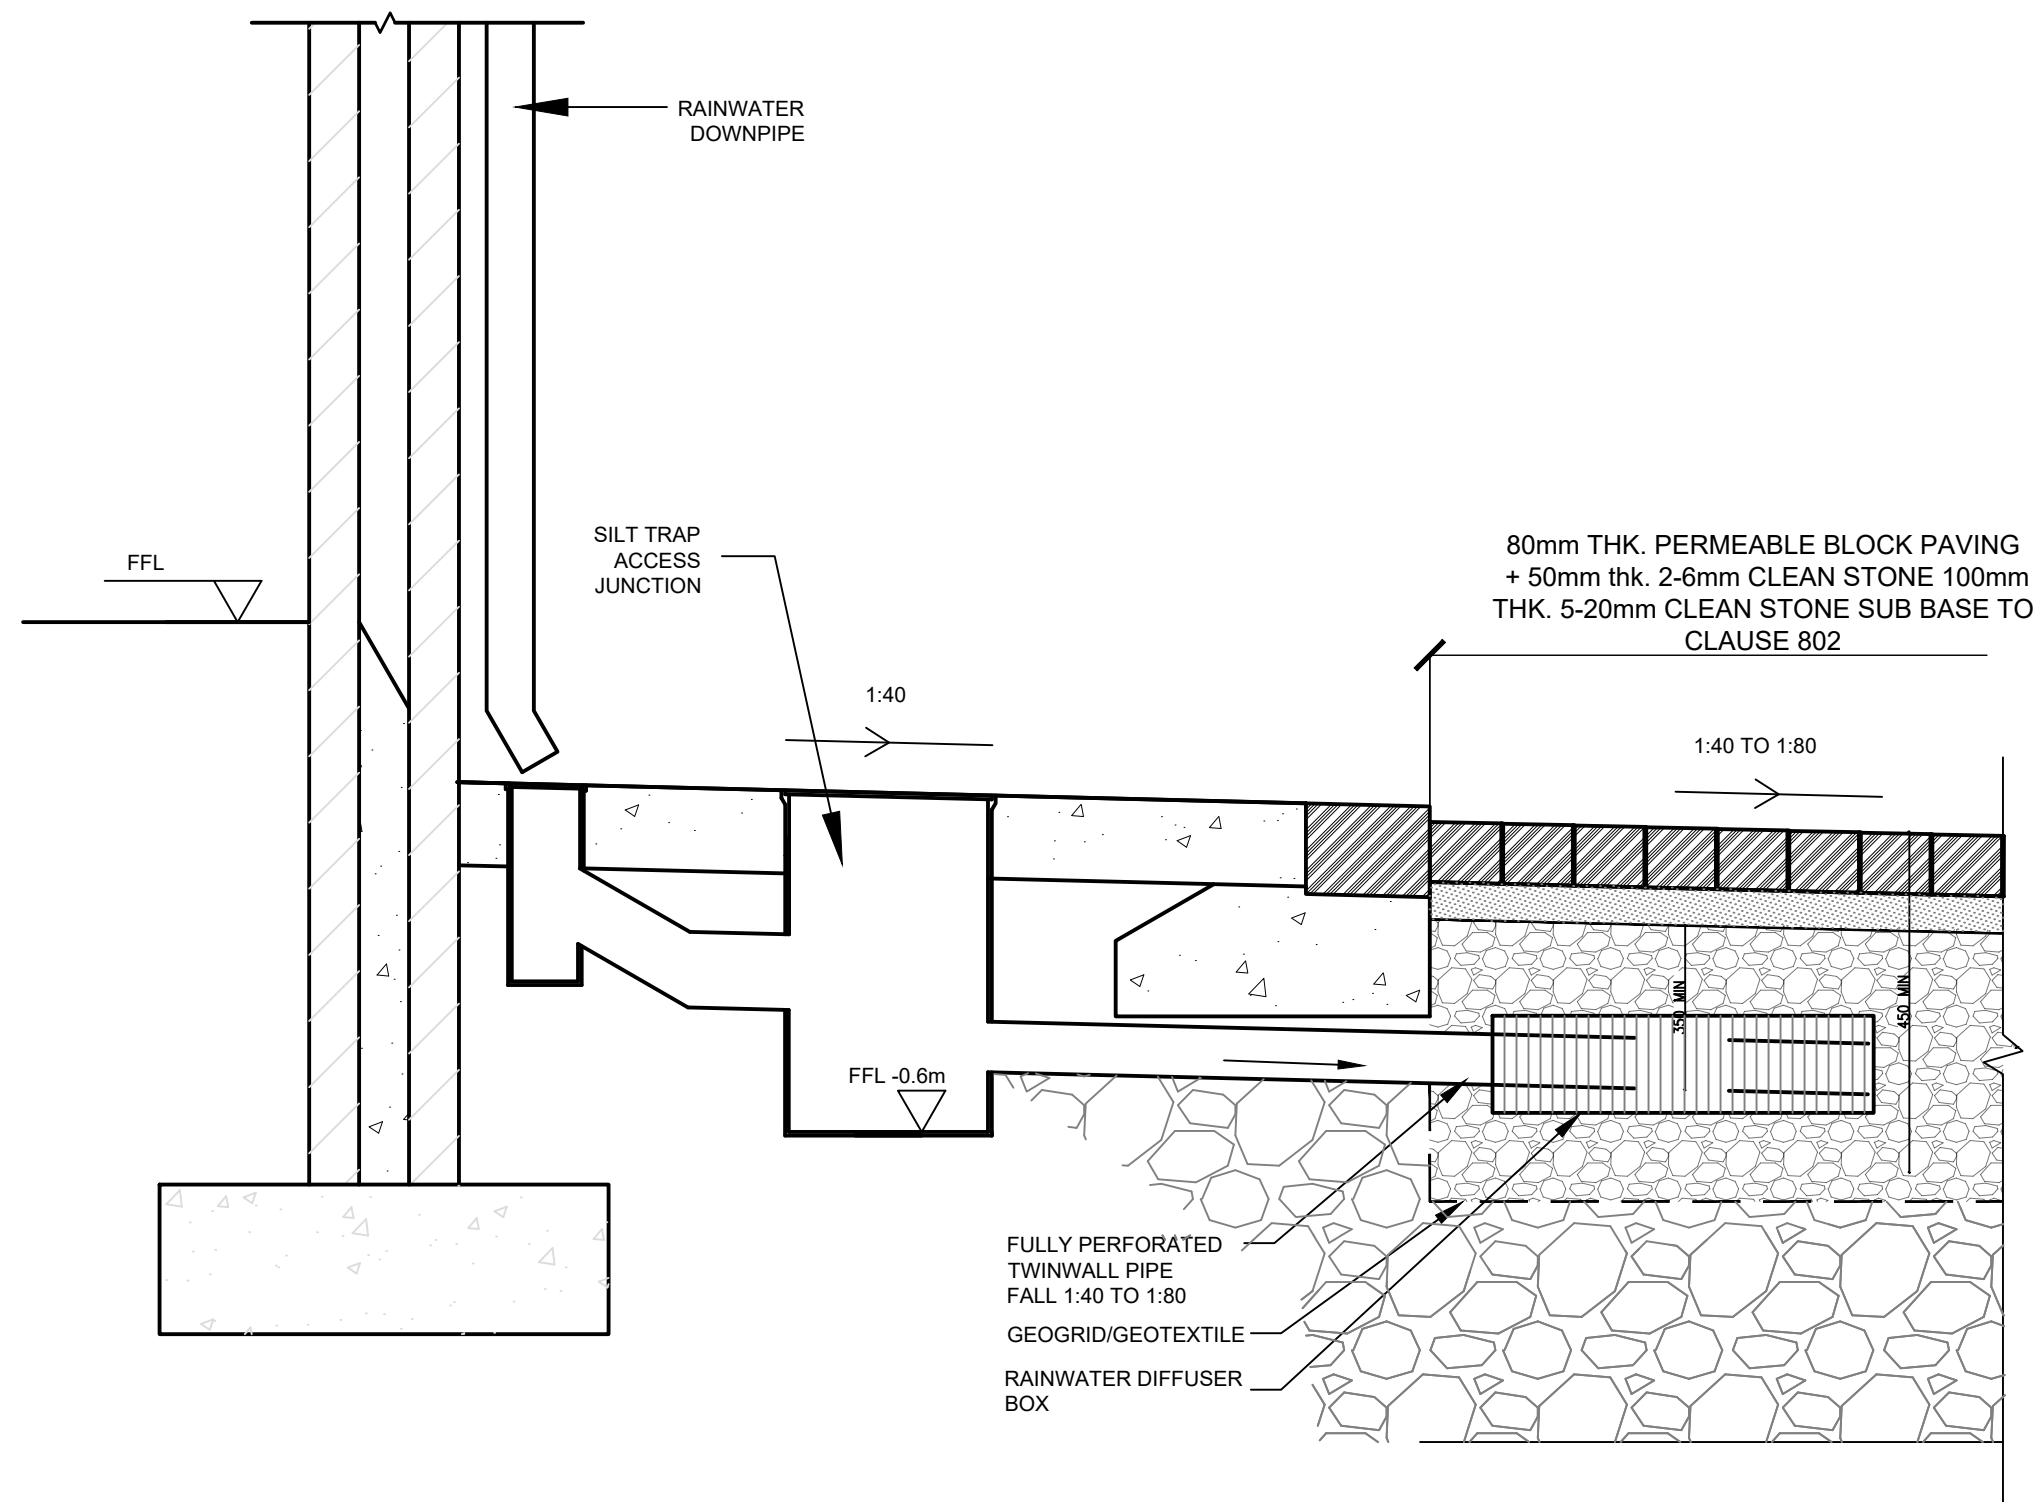 RAINWATER
DOWNPIPE
SILT TRAP
ACCESS
JUNCTION
FFL
80mm THK. PERMEABLE BLOCK PAVING
+ 50mm thk. 2-6mm CLEAN STONE 100mm
THK. 5-20mm CLEAN STONE SUB BASE TO
CLAUSE 802
1:40
1:40 TO 1:80
350 MIN
450 MIN
FFL -0.6m
FULLY PERFORATED
TWINWALL PIPE
FALL 1:40 TO 1:80
GEOGRID/GEOTEXTILE
RAINWATER DIFFUSER
BOX